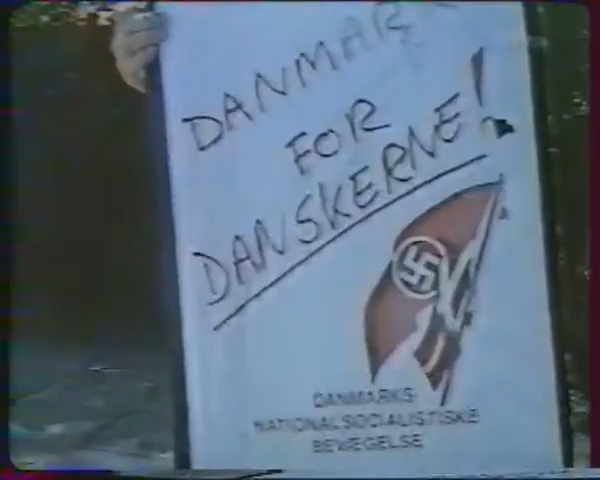 DANMARK
FOR
DANSKERNE!
DANMARKS
NATIONALSOCIALISTISKE
BEVÆGELSE